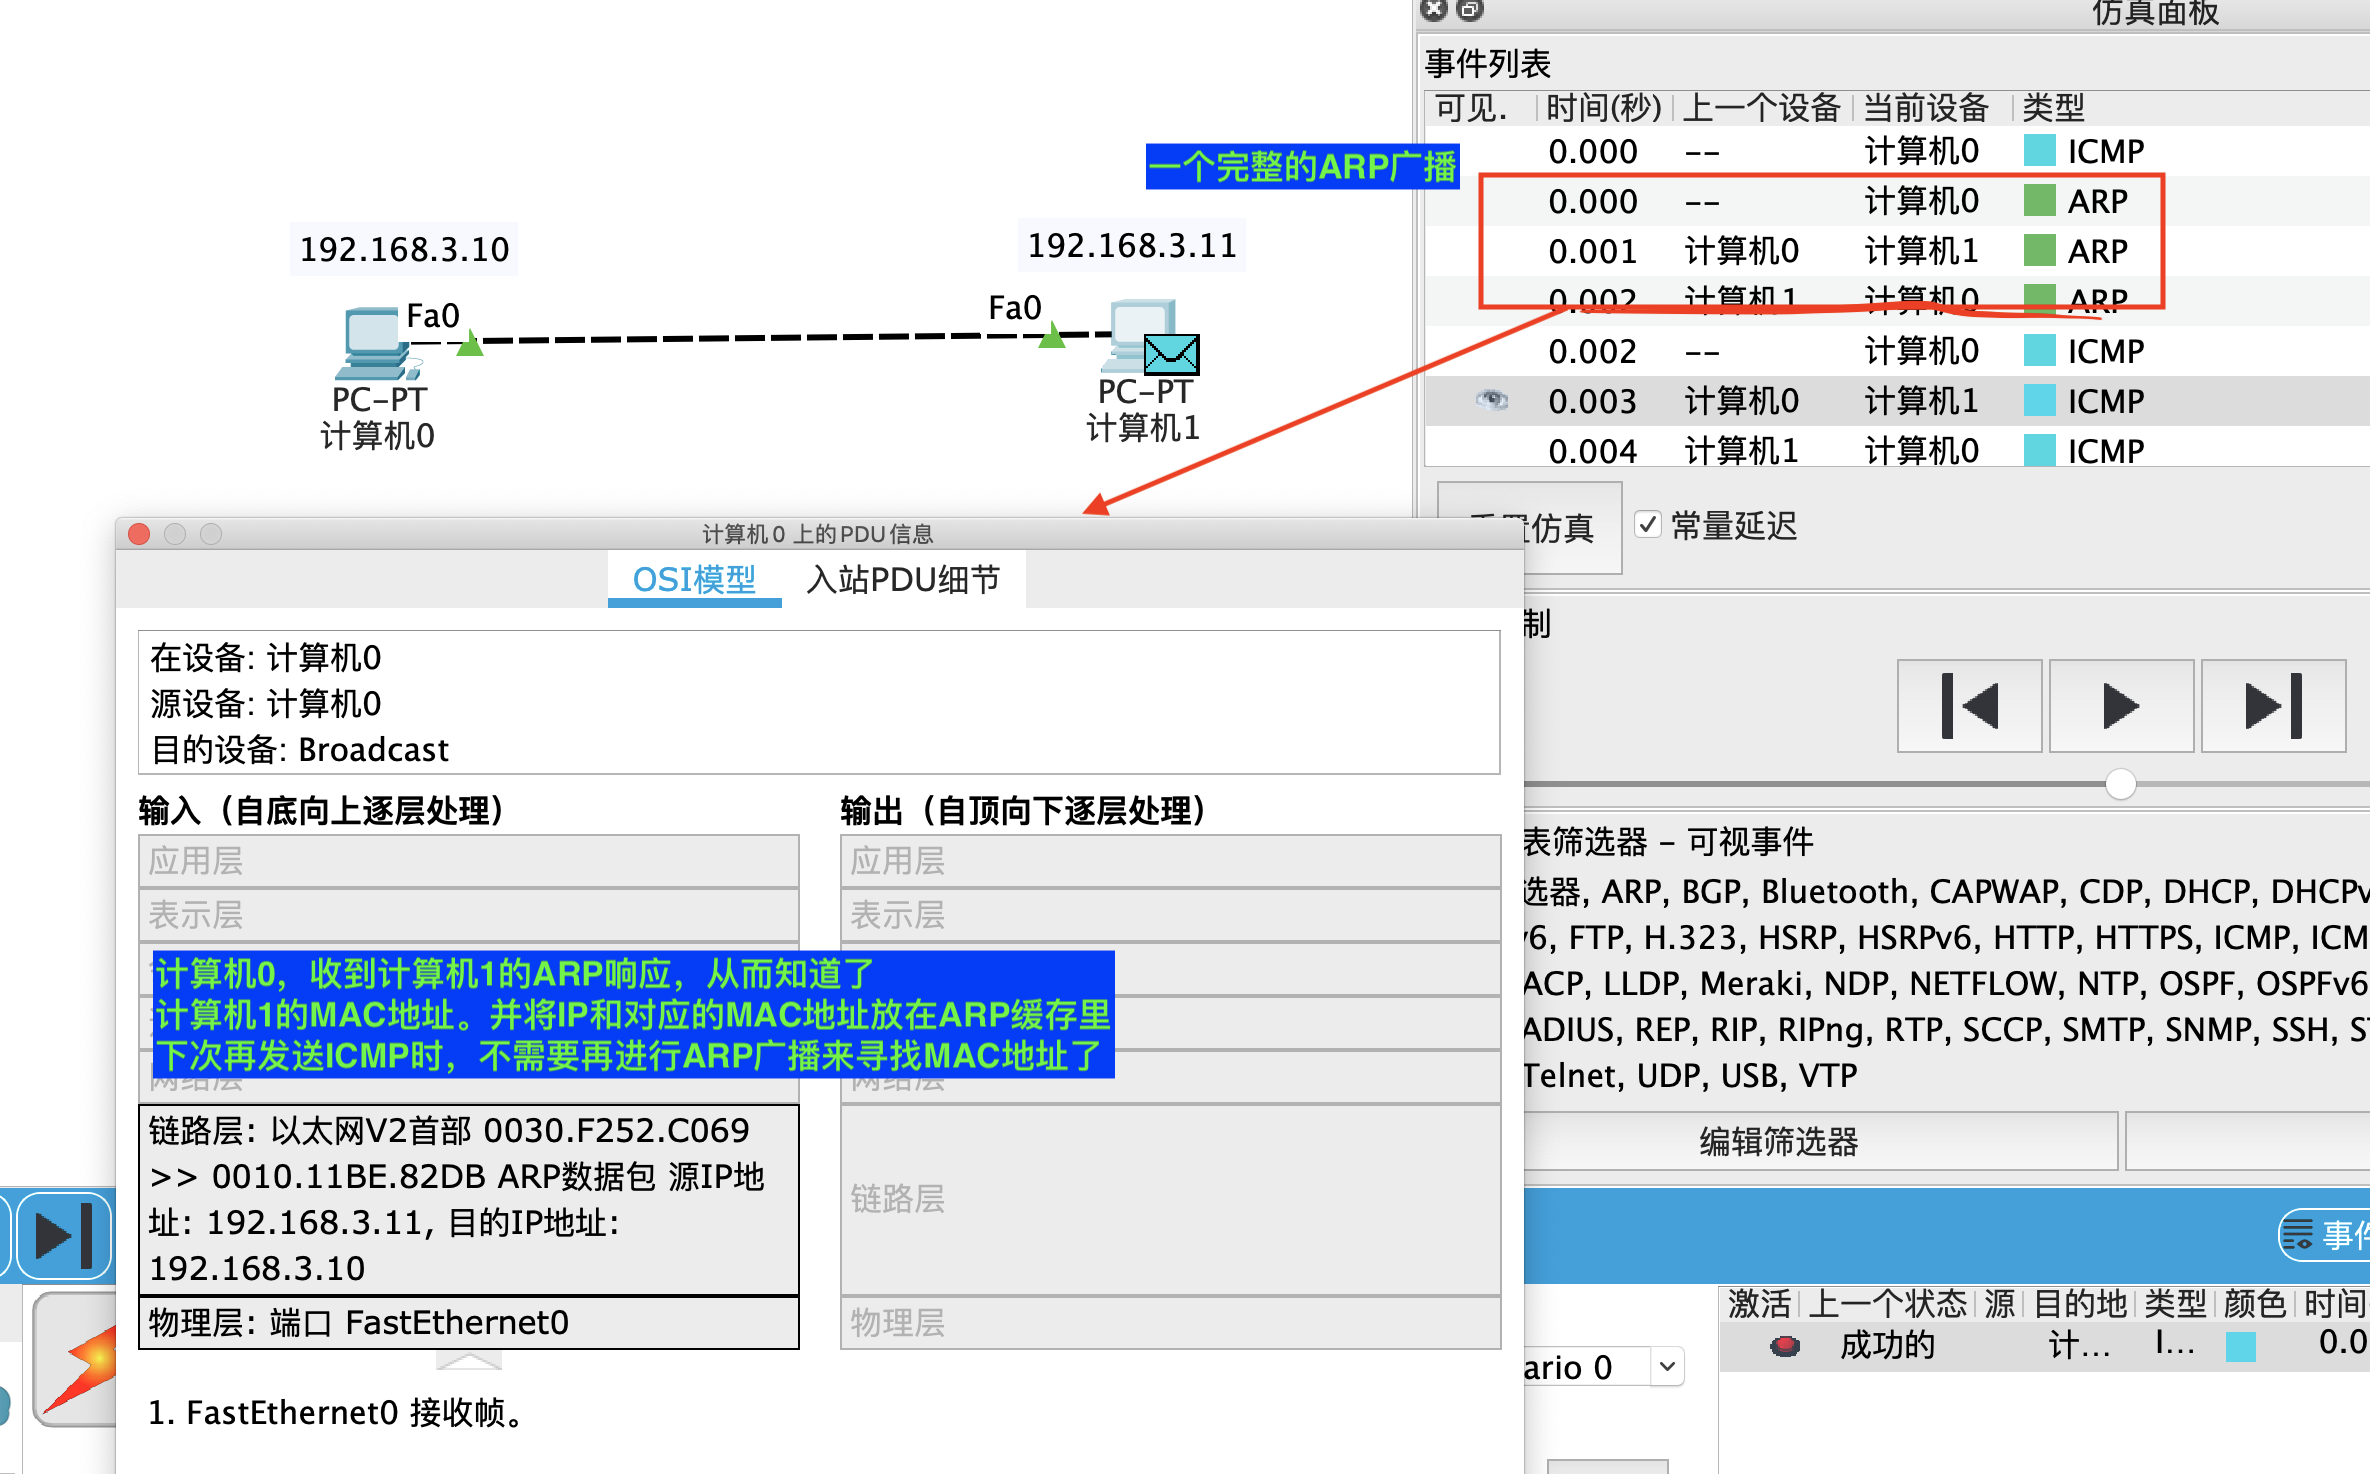 仿真面板
事件列表
可见. 时间(秒) 上一个设备 当前设备 类型
0.000 -- 计算机0 ICMP
一个完整的ARP广播
0.000 -- 计算机0 ARP
0.001 计算机0 计算机1 ARP
0.002 计算机1 计算机0 ARP
0.002 -- 计算机0 ICMP
0.003 计算机0 计算机1 ICMP
0.004 计算机1 计算机0 ICMP
192.168.3.10
192.168.3.11
Fa0
Fa0
PC-PT
计算机0
PC-PT
计算机1
仿真
常量延迟
制
计算机0 上的PDU信息
OSI模型 入站PDU细节
在设备: 计算机0
源设备: 计算机0
目的设备: Broadcast
输入（自底向上逐层处理）
输出（自顶向下逐层处理）
应用层
表示层
计算机0，收到计算机1的ARP响应，从而知道了
计算机1的MAC地址。并将IP和对应的MAC地址放在ARP缓存里
下次再发送ICMP时，不需要再进行ARP广播来寻找MAC地址了
网络层
链路层: 以太网V2首部 0030.F252.C069
>> 0010.11BE.82DB ARP数据包 源IP地
址: 192.168.3.11, 目的IP地址:
192.168.3.10
物理层: 端口 FastEthernet0
应用层
表示层
网络层
链路层
物理层
1. FastEthernet0 接收帧。
表筛选器 – 可视事件
选器, ARP, BGP, Bluetooth, CAPWAP, CDP, DHCP, DHCPv
v6, FTP, H.323, HSRP, HSRPv6, HTTP, HTTPS, ICMP, ICM
ACP, LLDP, Meraki, NDP, NETFLOW, NTP, OSPF, OSPFv6
ADIUS, REP, RIP, RIPng, RTP, SCCP, SMTP, SNMP, SSH, ST
Telnet, UDP, USB, VTP
编辑筛选器
事件
激活 上一个状态 源 目的地 类型 颜色 时间
成功的 计... I... 0.0
ario 0